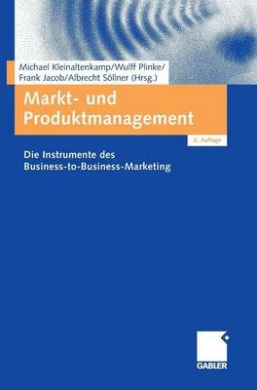 Michael Kleinaltenkamp/Wulff Plinke/
Frank Jacob/Albrecht Söllner (Hrsg.)
Markt- und
Produktmanagement
2. Auflage
Die Instrumente des
Business-to-Business-Marketing
GABLER